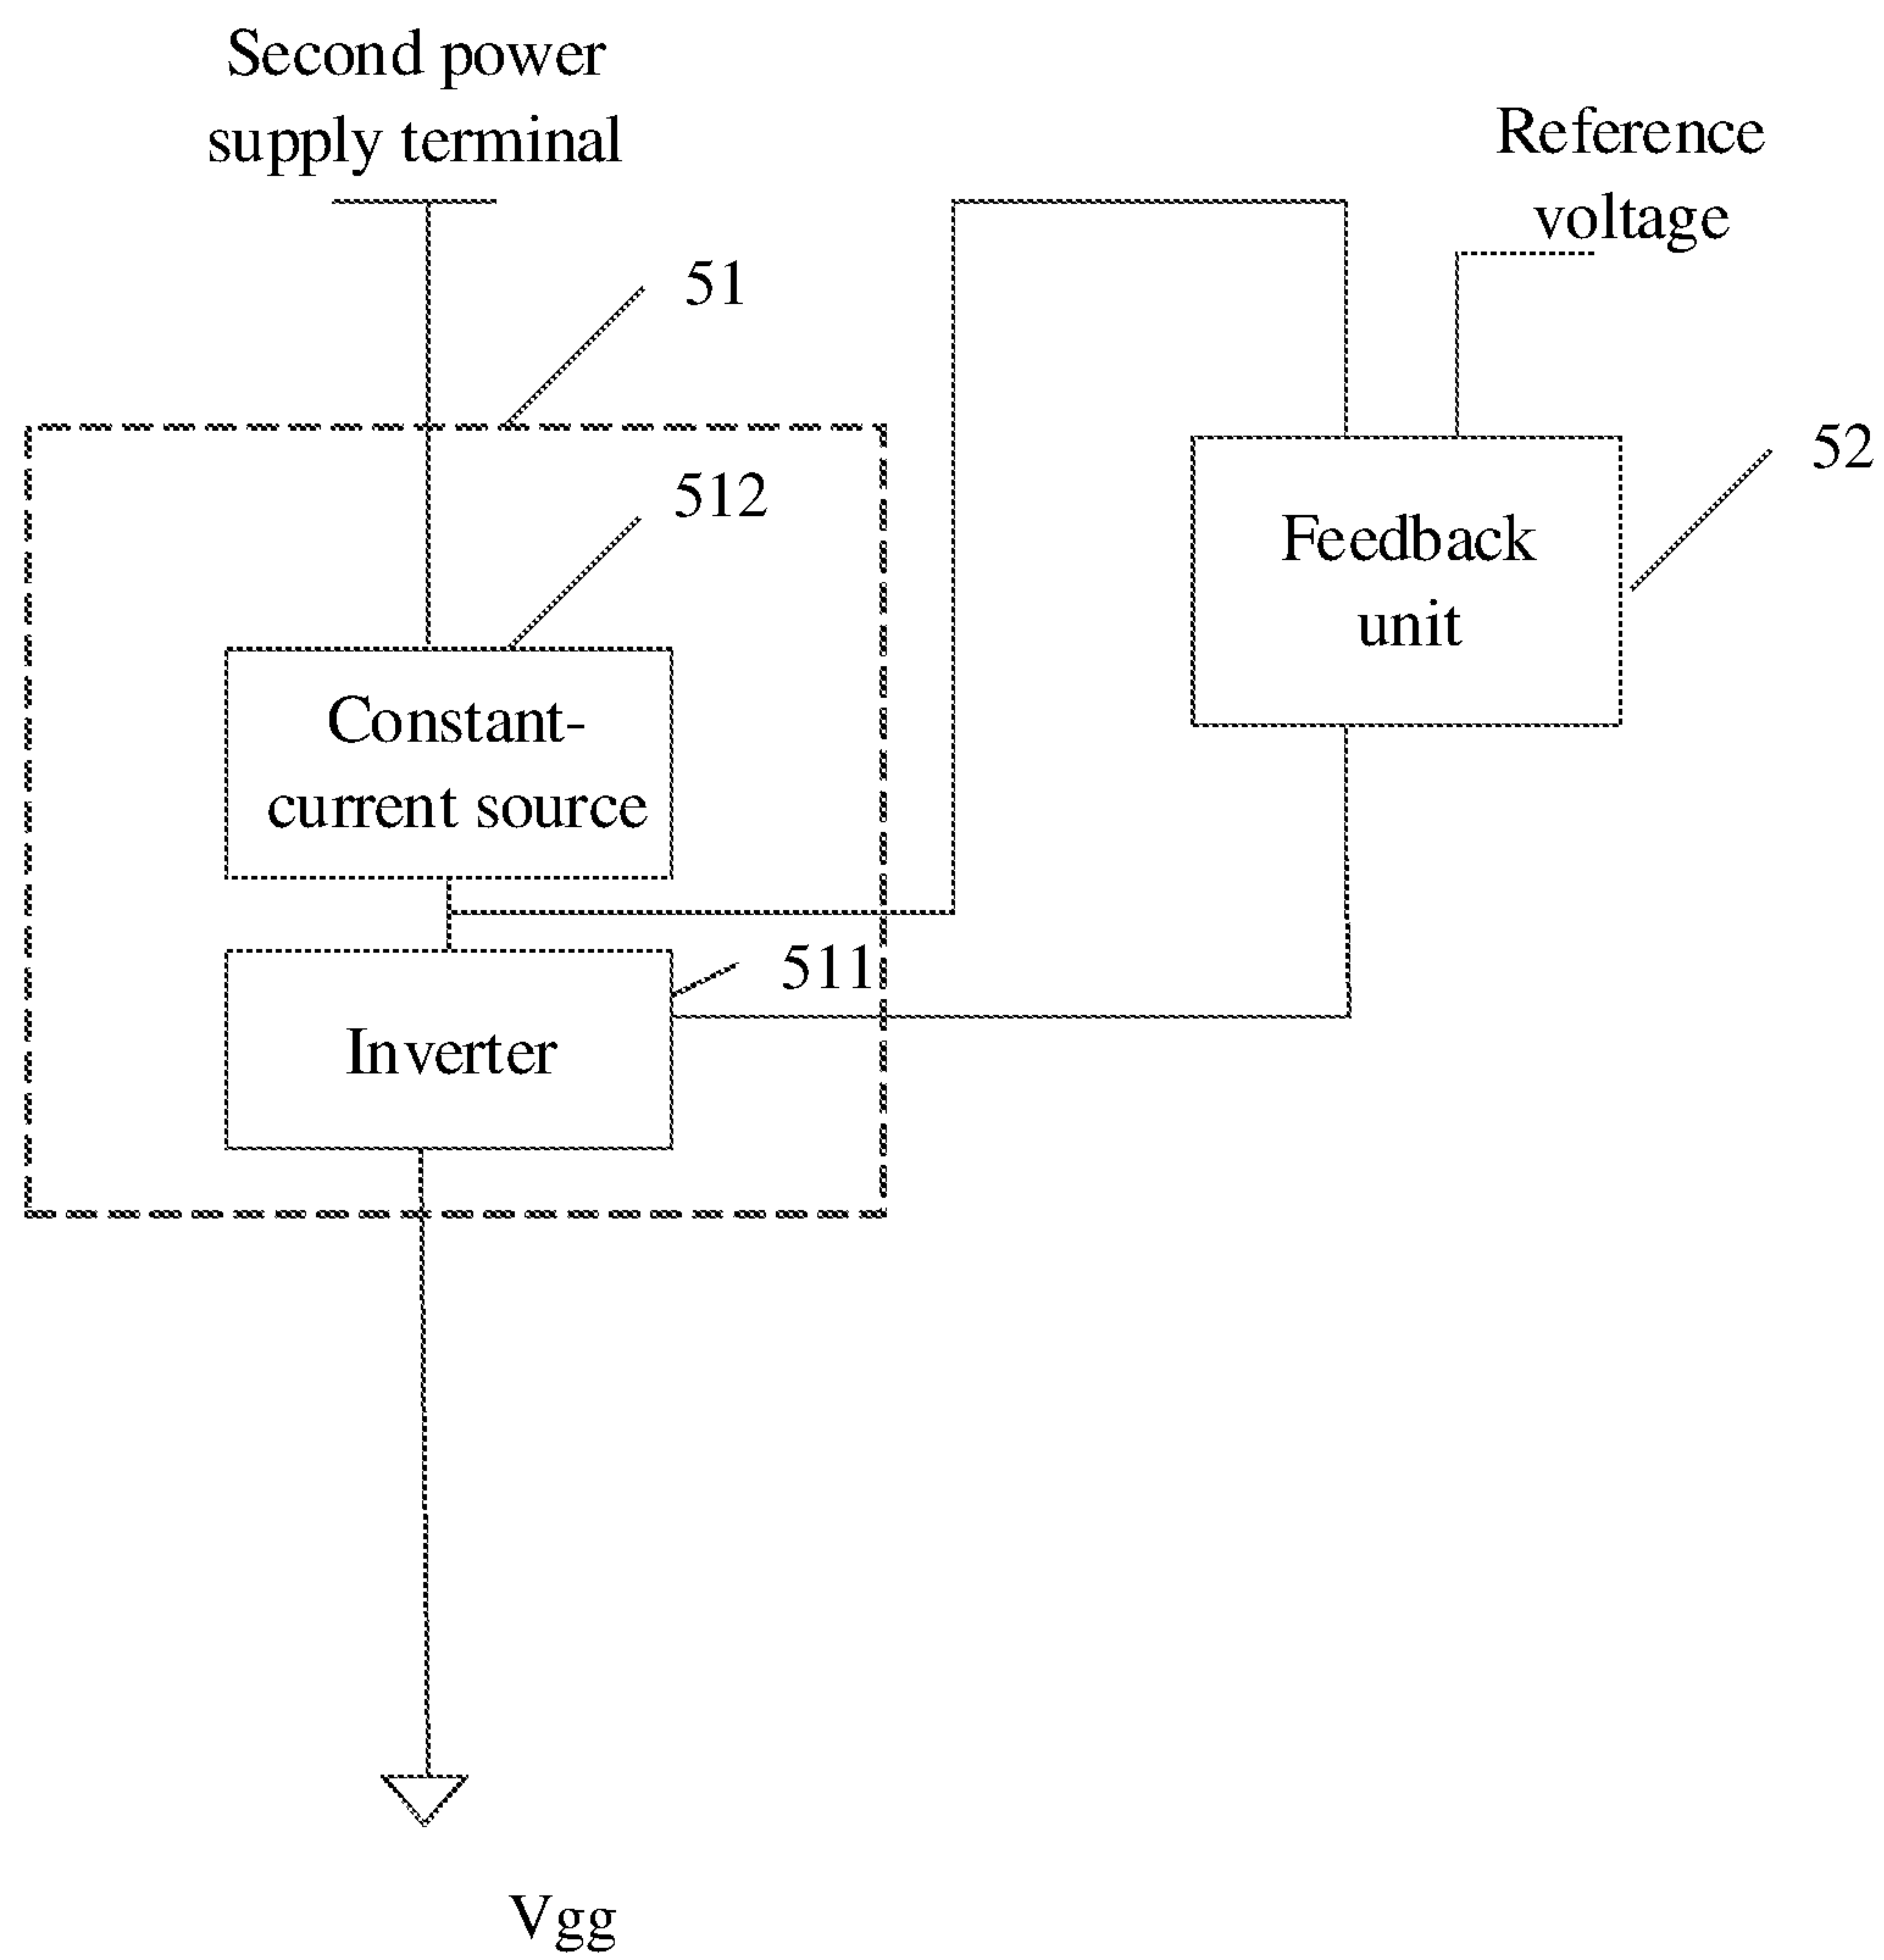 Second power
supply terminal
Reference
voltage
51
52
512
Feedback
unit
Constant-
current source
511
Inverter
Vgg